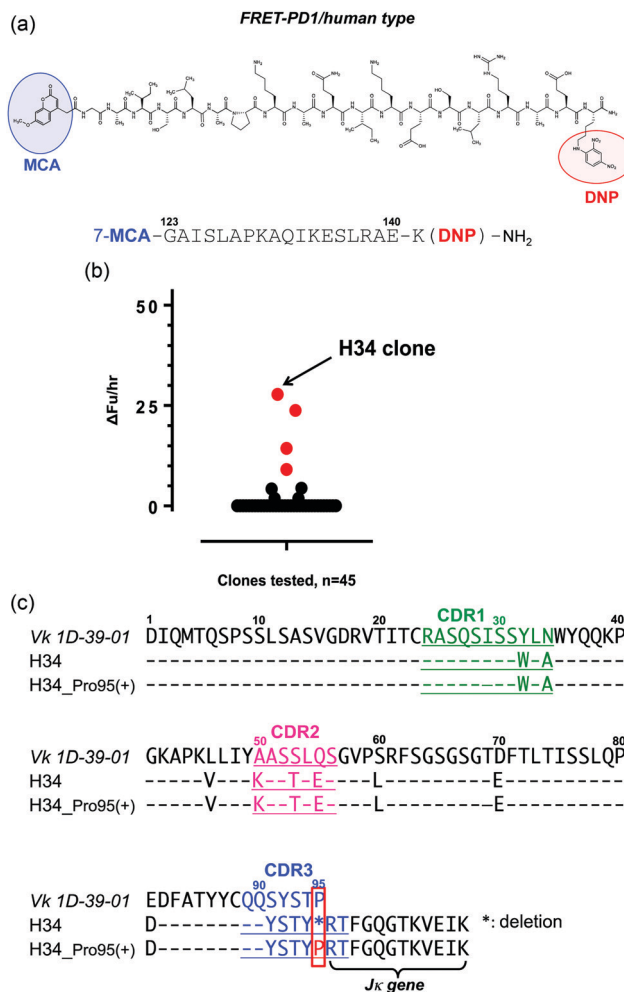 (a)
FRET-PD1/human type
MCA
DNP
123 140
7-MCA-GAISLAPKAQIKESLRAE-K(DNP)-NH₂
(b)
50
25
0
ΔFu/hr
H34 clone
Clones tested, n=45
(c)
CDR1
1 10 20 30 40
Vk 1D-39-01 DIQMTQSPSSLSASVGDRVTITCRASQSISSYLNWYQQKP
H34 -------------------------------W-A------
H34_Pro95(+) -------------------------------W-A------
CDR2
50 60 70 80
Vk 1D-39-01 GKAPKLLIYAASSLQSGVPSRFSGSGSGTDFTLTISSLQP
H34 -----V---K--T-E----L---------E----------
H34_Pro95(+) -----V---K--T-E----L---------E----------
CDR3
90 95
Vk 1D-39-01 EDFATYYCQQSYSTP
H34 D---------YSTY*RTFGQGTKVEIK *: deletion
H34_Pro95(+) D---------YSTYPRTFGQGTKVEIK
Jκ gene